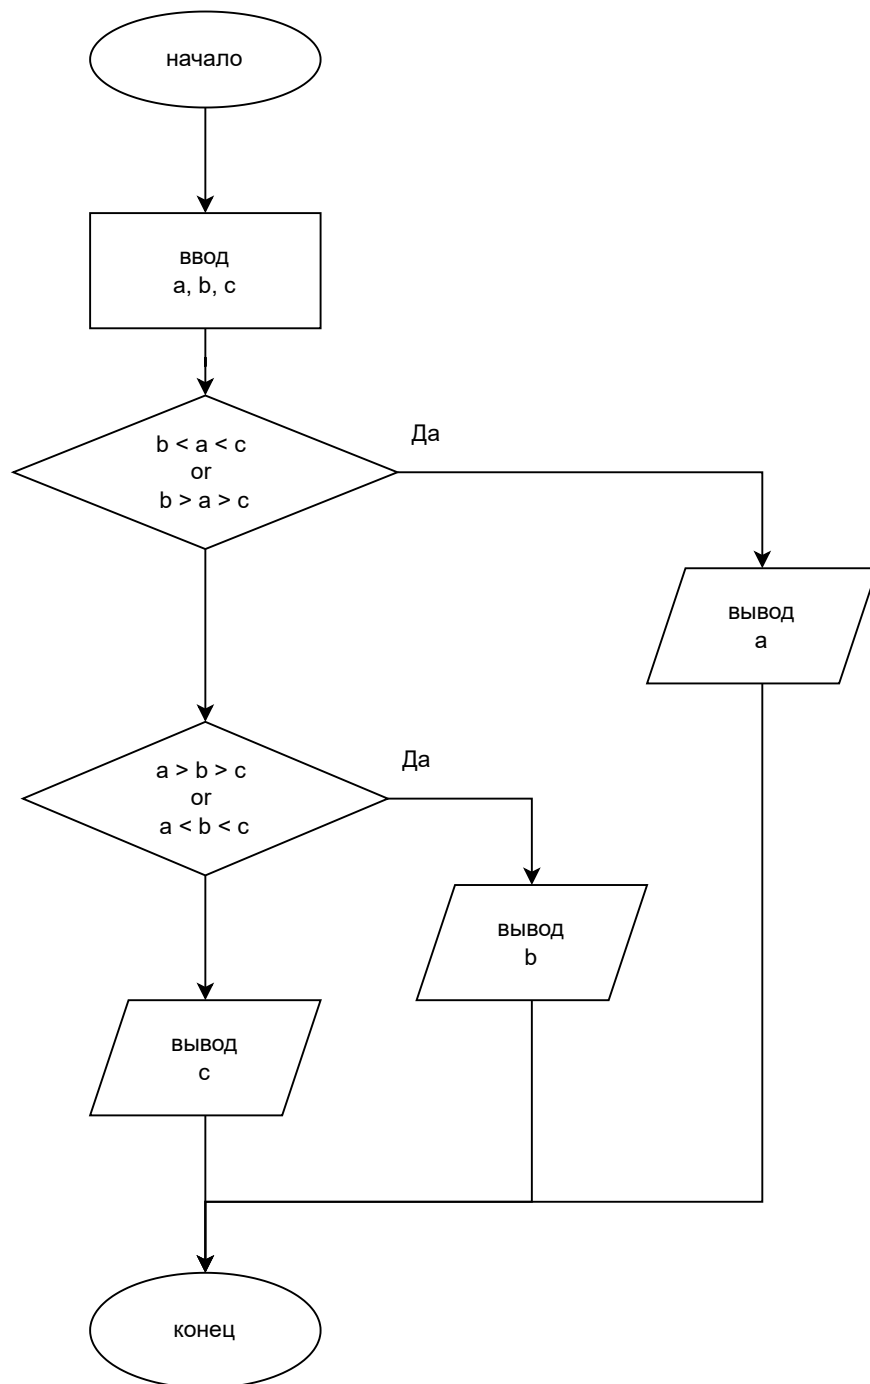 начало
ввод
a, b, c
b < a < c
or
b > a > c
Да
вывод
a
a > b > c
or
a < b < c
Да
вывод
b
вывод
c
конец